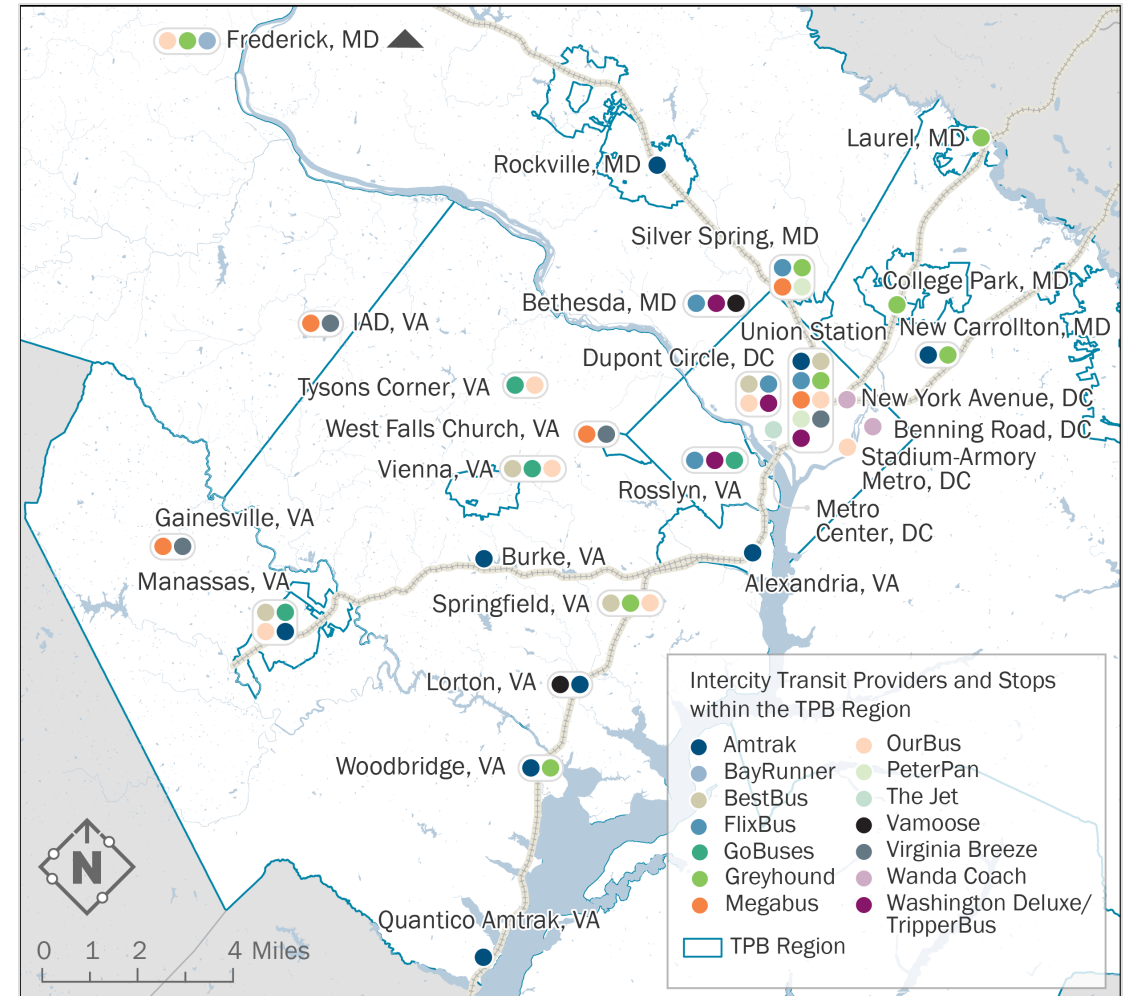 Frederick, MD
Laurel, MD
Rockville, MD
Silver Spring, MD
College Park, MD
Bethesda, MD
IAD, VA
Union Station
New Carrollton, MD
Dupont Circle, DC
Tysons Corner, VA
New York Avenue, DC
West Falls Church, VA
Benning Road, DC
Vienna, VA
Stadium-Armory
Metro, DC
Rosslyn, VA
Metro
Center, DC
Gainesville, VA
Burke, VA
Manassas, VA
Alexandria, VA
Springfield, VA
Lorton, VA
Woodbridge, VA
Quantico Amtrak, VA
N
0 1 2 4 Miles
Intercity Transit Providers and Stops
within the TPB Region
Amtrak
BayRunner
BestBus
FlixBus
GoBuses
Greyhound
Megabus
OurBus
PeterPan
The Jet
Vamoose
Virginia Breeze
Wanda Coach
Washington Deluxe/
TripperBus
TPB Region